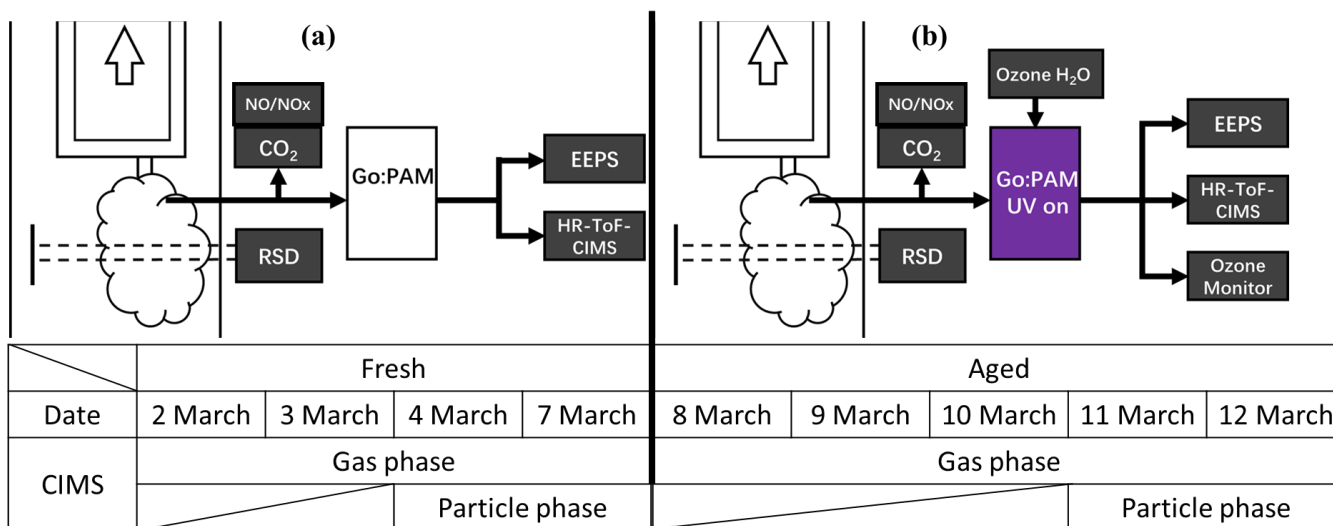 (a)
NO/NOx
CO₂
Go:PAM
EEPS
HR-ToF-
CIMS
RSD
(b)
Ozone H₂O
NO/NOx
CO₂
Go:PAM
UV on
EEPS
HR-ToF-
CIMS
RSD
Ozone
Monitor
Fresh
Aged
Date
2 March
3 March
4 March
7 March
8 March
9 March
10 March
11 March
12 March
CIMS
Gas phase
Gas phase
Particle phase
Particle phase